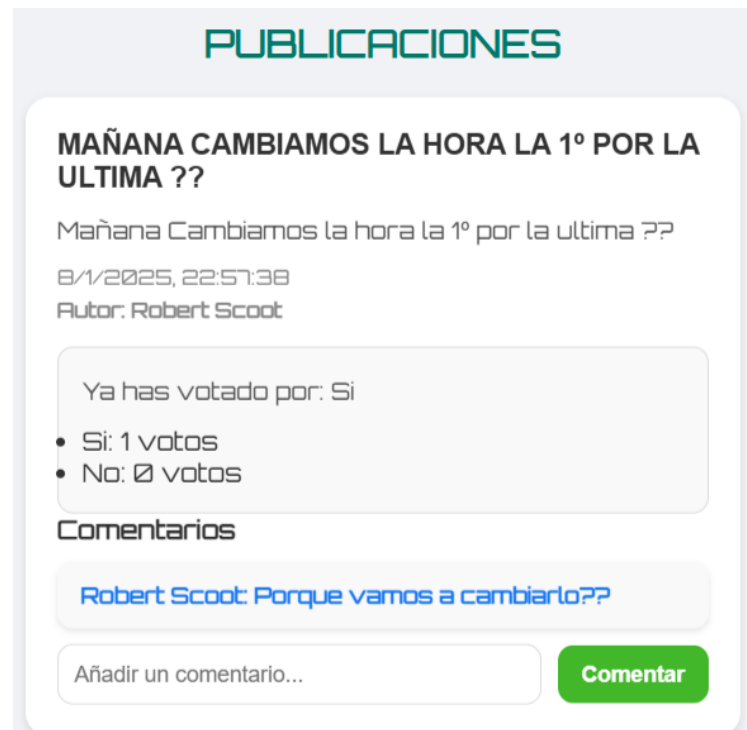 PUBLICACIONES
MAÑANA CAMBIAMOS LA HORA LA 1º POR LA
ULTIMA ??
Mañana Cambiamos la hora la 1º por la ultima ??
8/1/2025, 22:57:38
Autor: Robert Scoot
Ya has votado por: Si
• Si: 1 votos
• No: 0 votos
Comentarios
Robert Scoot: Porque vamos a cambiarlo??
Añadir un comentario... Comentar